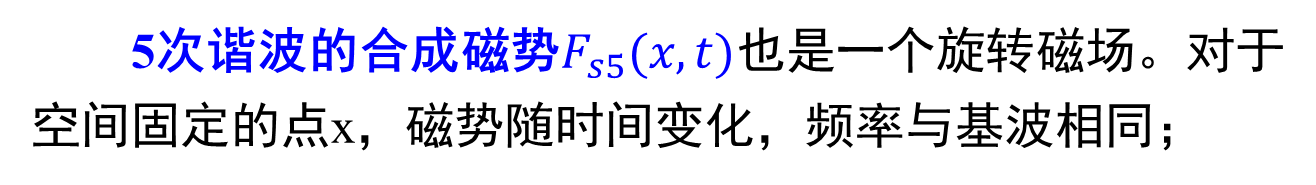 5次谐波的合成磁势$F_{s5}(x,t)$也是一个旋转磁场。对于
空间固定的点x，磁势随时间变化，频率与基波相同；